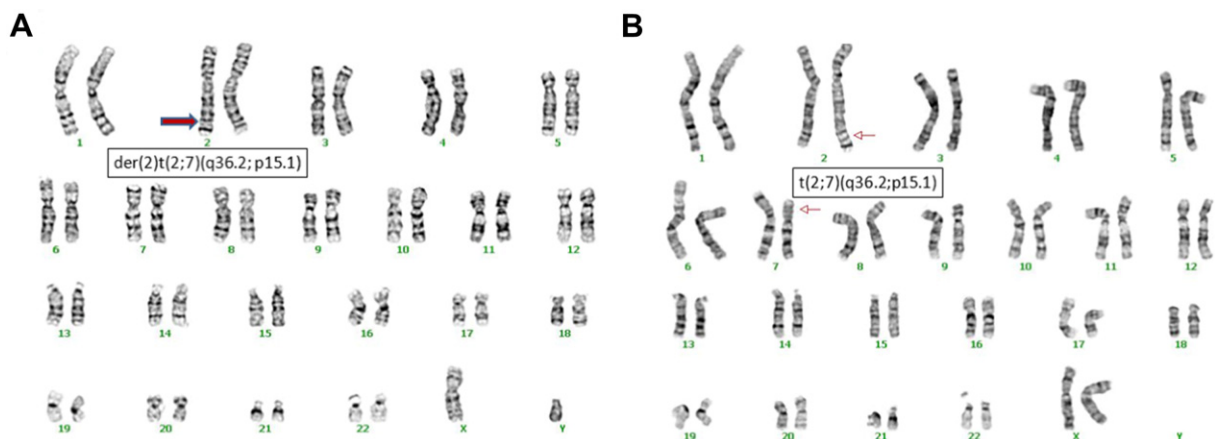 A
1 2 3 4 5
der(2)t(2;7)(q36.2; p15.1)
6 7 8 9 10 11 12
13 14 15 16 17 18
19 20 21 22 X Y
B
1 2 3 4 5
t(2;7)(q36.2;p15.1)
6 7 8 9 10 11 12
13 14 15 16 17 18
19 20 21 22 X Y